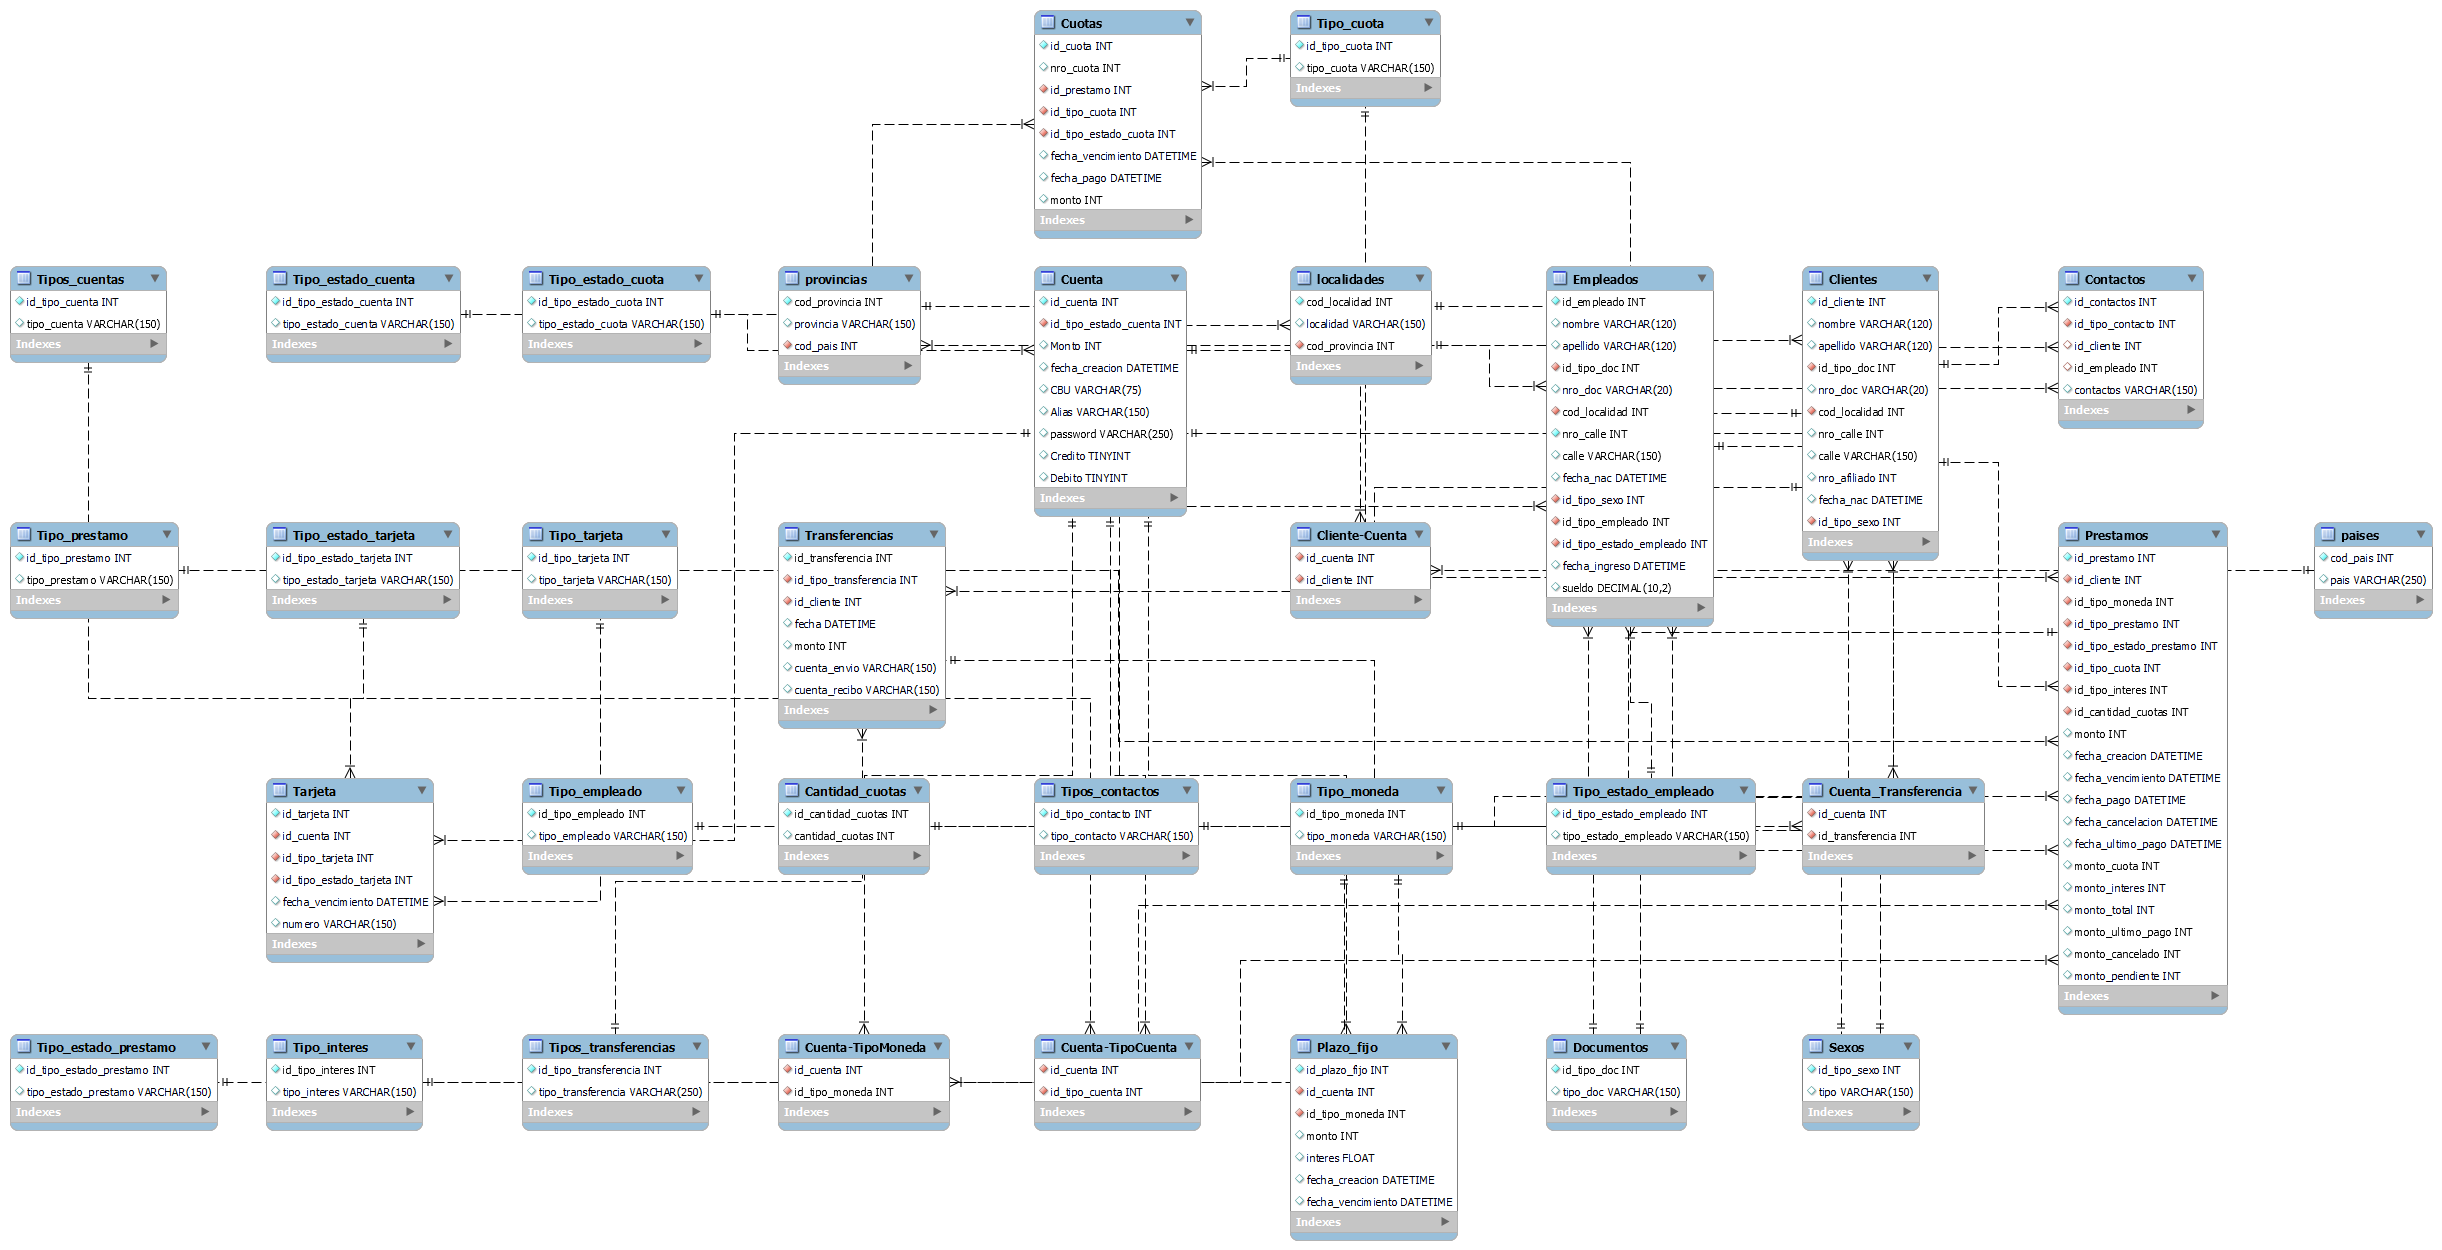 Cuotas
id_cuota INT
nro_cuota INT
id_prestamo INT
id_tipo_cuota INT
id_tipo_estado_cuota INT
fecha_vencimiento DATETIME
fecha_pago DATETIME
monto INT
Indexes
Tipo_cuota
id_tipo_cuota INT
tipo_cuota VARCHAR(150)
Indexes
Tipos_cuentas
id_tipo_cuenta INT
tipo_cuenta VARCHAR(150)
Indexes
Tipo_estado_cuenta
id_tipo_estado_cuenta INT
tipo_estado_cuenta VARCHAR(150)
Indexes
Tipo_estado_cuota
id_tipo_estado_cuota INT
tipo_estado_cuota VARCHAR(150)
Indexes
provincias
cod_provincia INT
provincia VARCHAR(150)
cod_pais INT
Indexes
Cuenta
id_cuenta INT
id_tipo_estado_cuenta INT
Monto INT
fecha_creacion DATETIME
CBU VARCHAR(75)
Alias VARCHAR(150)
password VARCHAR(250)
Credito TINYINT
Debito TINYINT
Indexes
localidades
cod_localidad INT
localidad VARCHAR(150)
cod_provincia INT
Indexes
Empleados
id_empleado INT
nombre VARCHAR(120)
apellido VARCHAR(120)
id_tipo_doc INT
nro_doc VARCHAR(20)
cod_localidad INT
nro_calle INT
calle VARCHAR(150)
fecha_nac DATETIME
id_tipo_sexo INT
id_tipo_empleado INT
id_tipo_estado_empleado INT
fecha_ingreso DATETIME
sueldo DECIMAL(10,2)
Indexes
Clientes
id_cliente INT
nombre VARCHAR(120)
apellido VARCHAR(120)
id_tipo_doc INT
nro_doc VARCHAR(20)
cod_localidad INT
nro_calle INT
calle VARCHAR(150)
nro_afiliado INT
fecha_nac DATETIME
id_tipo_sexo INT
Indexes
Contactos
id_contactos INT
id_tipo_contacto INT
id_cliente INT
id_empleado INT
contactos VARCHAR(150)
Indexes
Tipo_prestamo
id_tipo_prestamo INT
tipo_prestamo VARCHAR(150)
Indexes
Tipo_estado_tarjeta
id_tipo_estado_tarjeta INT
tipo_estado_tarjeta VARCHAR(150)
Indexes
Tipo_tarjeta
id_tipo_tarjeta INT
tipo_tarjeta VARCHAR(150)
Indexes
Transferencias
id_transferencia INT
id_tipo_transferencia INT
id_cliente INT
fecha DATETIME
monto INT
cuenta_envio VARCHAR(150)
cuenta_recibo VARCHAR(150)
Indexes
Cliente-Cuenta
id_cuenta INT
id_cliente INT
Indexes
Prestamos
id_prestamo INT
id_cliente INT
id_tipo_moneda INT
id_tipo_prestamo INT
id_tipo_estado_prestamo INT
id_tipo_cuota INT
id_tipo_interes INT
id_cantidad_cuotas INT
monto INT
fecha_creacion DATETIME
fecha_vencimiento DATETIME
fecha_pago DATETIME
fecha_cancelacion DATETIME
fecha_ultimo_pago DATETIME
monto_cuota INT
monto_interes INT
monto_total INT
monto_ultimo_pago INT
monto_cancelado INT
monto_pendiente INT
Indexes
paises
cod_pais INT
pais VARCHAR(250)
Indexes
Tarjeta
id_tarjeta INT
id_cuenta INT
id_tipo_tarjeta INT
id_tipo_estado_tarjeta INT
fecha_vencimiento DATETIME
numero VARCHAR(150)
Indexes
Tipo_empleado
id_tipo_empleado INT
tipo_empleado VARCHAR(150)
Indexes
Cantidad_cuotas
id_cantidad_cuotas INT
cantidad_cuotas INT
Indexes
Tipos_contactos
id_tipo_contacto INT
tipo_contacto VARCHAR(150)
Indexes
Tipo_moneda
id_tipo_moneda INT
tipo_moneda VARCHAR(150)
Indexes
Tipo_estado_empleado
id_tipo_estado_empleado INT
tipo_estado_empleado VARCHAR(150)
Indexes
Cuenta_Transferencia
id_cuenta INT
id_transferencia INT
Indexes
Tipo_estado_prestamo
id_tipo_estado_prestamo INT
tipo_estado_prestamo VARCHAR(150)
Indexes
Tipo_interes
id_tipo_interes INT
tipo_interes VARCHAR(150)
Indexes
Tipos_transferencias
id_tipo_transferencia INT
tipo_transferencia VARCHAR(250)
Indexes
Cuenta-TipoMoneda
id_cuenta INT
id_tipo_moneda INT
Indexes
Cuenta-TipoCuenta
id_cuenta INT
id_tipo_cuenta INT
Indexes
Plazo_fijo
id_plazo_fijo INT
id_cuenta INT
id_tipo_moneda INT
monto INT
interes FLOAT
fecha_creacion DATETIME
fecha_vencimiento DATETIME
Indexes
Documentos
id_tipo_doc INT
tipo_doc VARCHAR(150)
Indexes
Sexos
id_tipo_sexo INT
tipo VARCHAR(150)
Indexes